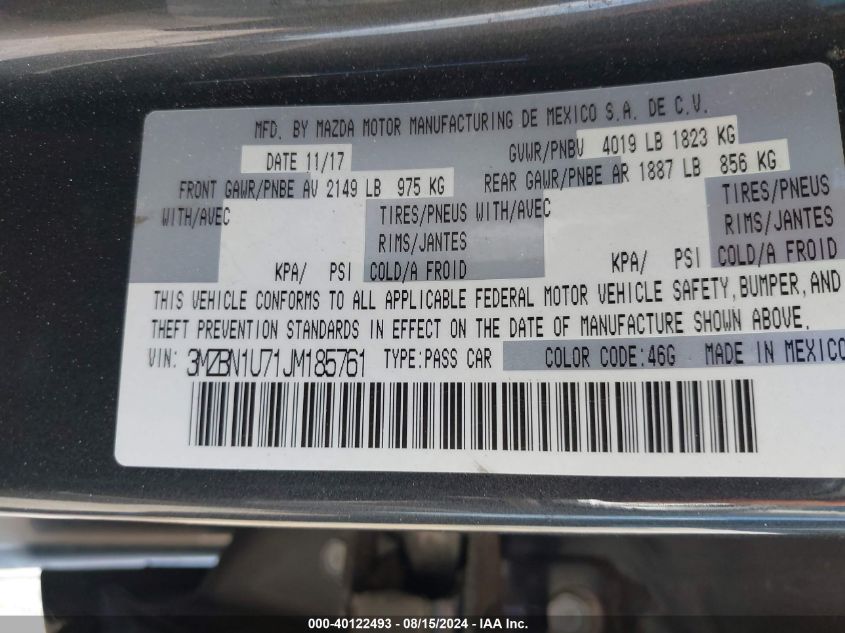 MFD. BY MAZDA MOTOR MANUFACTURING DE MEXICO S.A. DE C.V.
DATE 11/17 GVWR/PNBV 4019 LB 1823 KG
FRONT GAWR/PNBE AV 2149 LB 975 KG REAR GAWR/PNBE AR 1887 LB 856 KG
WITH/AVEC TIRES/PNEUS WITH/AVEC TIRES/PNEUS
RIMS/JANTES RIMS/JANTES
KPA/ PSI COLD/A FROID KPA/ PSI COLD/A FROID
THIS VEHICLE CONFORMS TO ALL APPLICABLE FEDERAL MOTOR VEHICLE SAFETY, BUMPER, AND
THEFT PREVENTION STANDARDS IN EFFECT ON THE DATE OF MANUFACTURE SHOWN ABOVE.
VIN: 3MZBN1U71JM185761 TYPE:PASS CAR COLOR CODE:46G MADE IN MEXICO
000-40122493 - 08/15/2024 - IAA Inc.